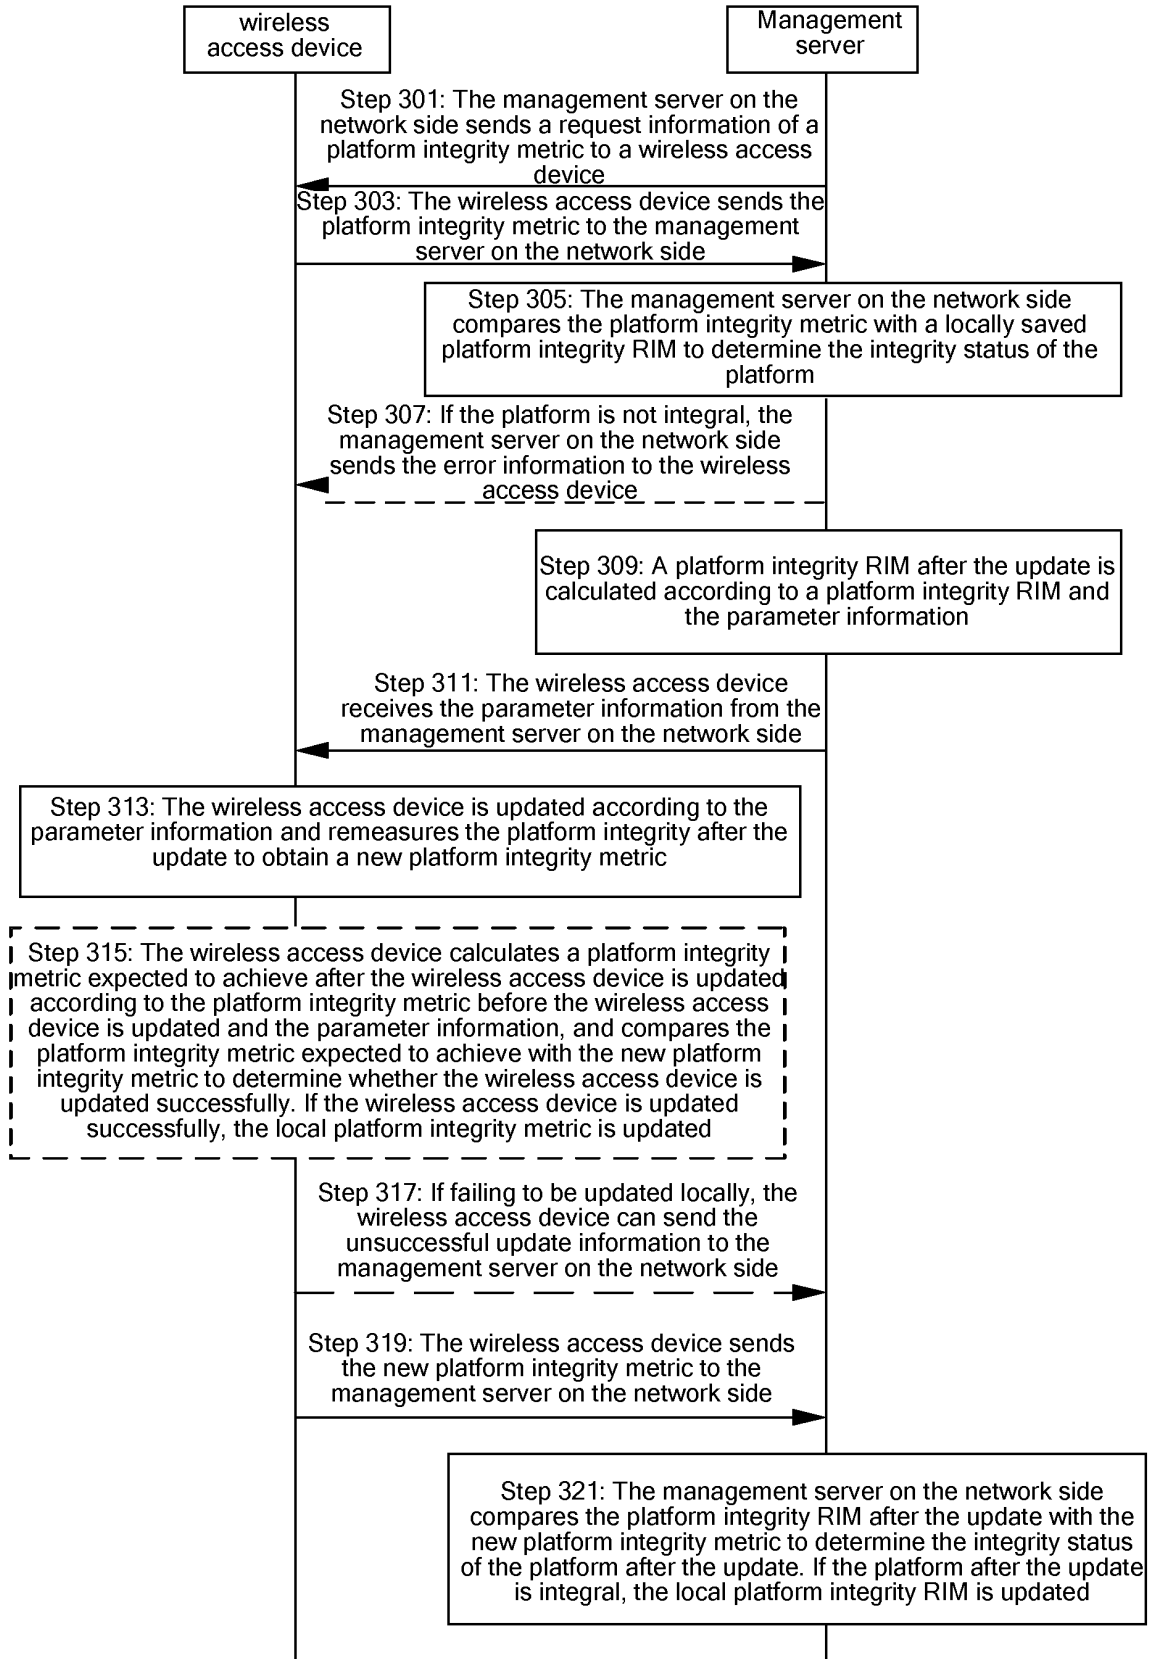 wireless
access device
Management
server
Step 301: The management server on the
network side sends a request information of a
platform integrity metric to a wireless access
device
Step 303: The wireless access device sends the
platform integrity metric to the management
server on the network side
Step 305: The management server on the network side
compares the platform integrity metric with a locally saved
platform integrity RIM to determine the integrity status of the
platform
Step 307: If the platform is not integral, the
management server on the network side
sends the error information to the wireless
access device
Step 309: A platform integrity RIM after the update is
calculated according to a platform integrity RIM and
the parameter information
Step 311: The wireless access device
receives the parameter information from the
management server on the network side
Step 313: The wireless access device is updated according to the
parameter information and remeasures the platform integrity after the
update to obtain a new platform integrity metric
Step 315: The wireless access device calculates a platform integrity
metric expected to achieve after the wireless access device is updated
according to the platform integrity metric before the wireless access
device is updated and the parameter information, and compares the
platform integrity metric expected to achieve with the new platform
integrity metric to determine whether the wireless access device is
updated successfully. If the wireless access device is updated
successfully, the local platform integrity metric is updated
Step 317: If failing to be updated locally, the
wireless access device can send the
unsuccessful update information to the
management server on the network side
Step 319: The wireless access device sends
the new platform integrity metric to the
management server on the network side
Step 321: The management server on the network side
compares the platform integrity RIM after the update with the
new platform integrity metric to determine the integrity status
of the platform after the update. If the platform after the update
is integral, the local platform integrity RIM is updated